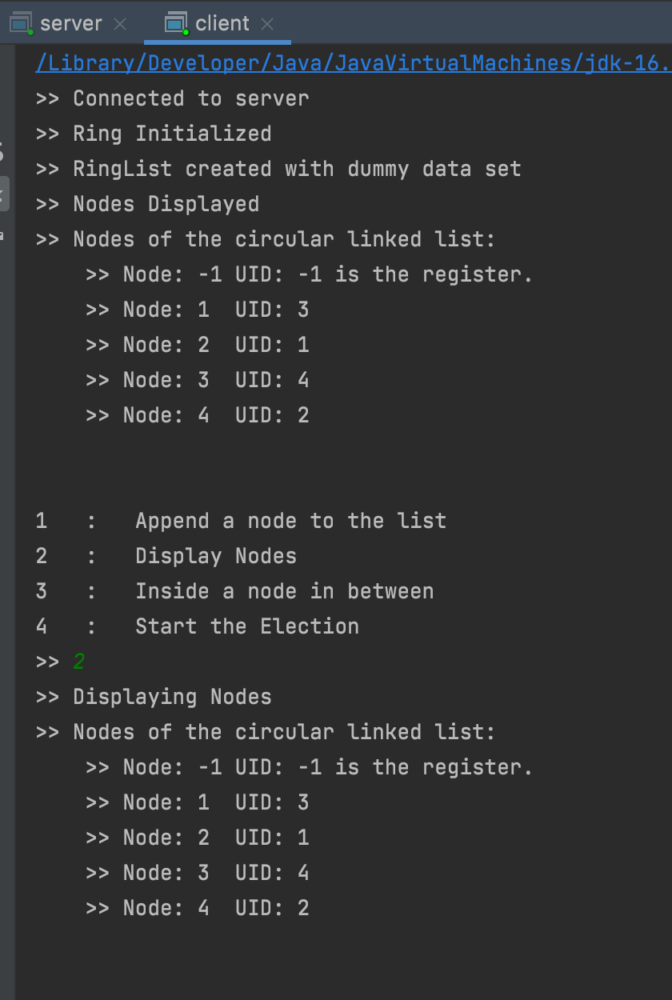 server client
/Library/Developer/Java/JavaVirtualMachines/jdk-16.
>> Connected to server
>> Ring Initialized
>> RingList created with dummy data set
>> Nodes Displayed
>> Nodes of the circular linked list:
>> Node: -1 UID: -1 is the register.
>> Node: 1 UID: 3
>> Node: 2 UID: 1
>> Node: 3 UID: 4
>> Node: 4 UID: 2
1 : Append a node to the list
2 : Display Nodes
3 : Inside a node in between
4 : Start the Election
>> 2
>> Displaying Nodes
>> Nodes of the circular linked list:
>> Node: -1 UID: -1 is the register.
>> Node: 1 UID: 3
>> Node: 2 UID: 1
>> Node: 3 UID: 4
>> Node: 4 UID: 2